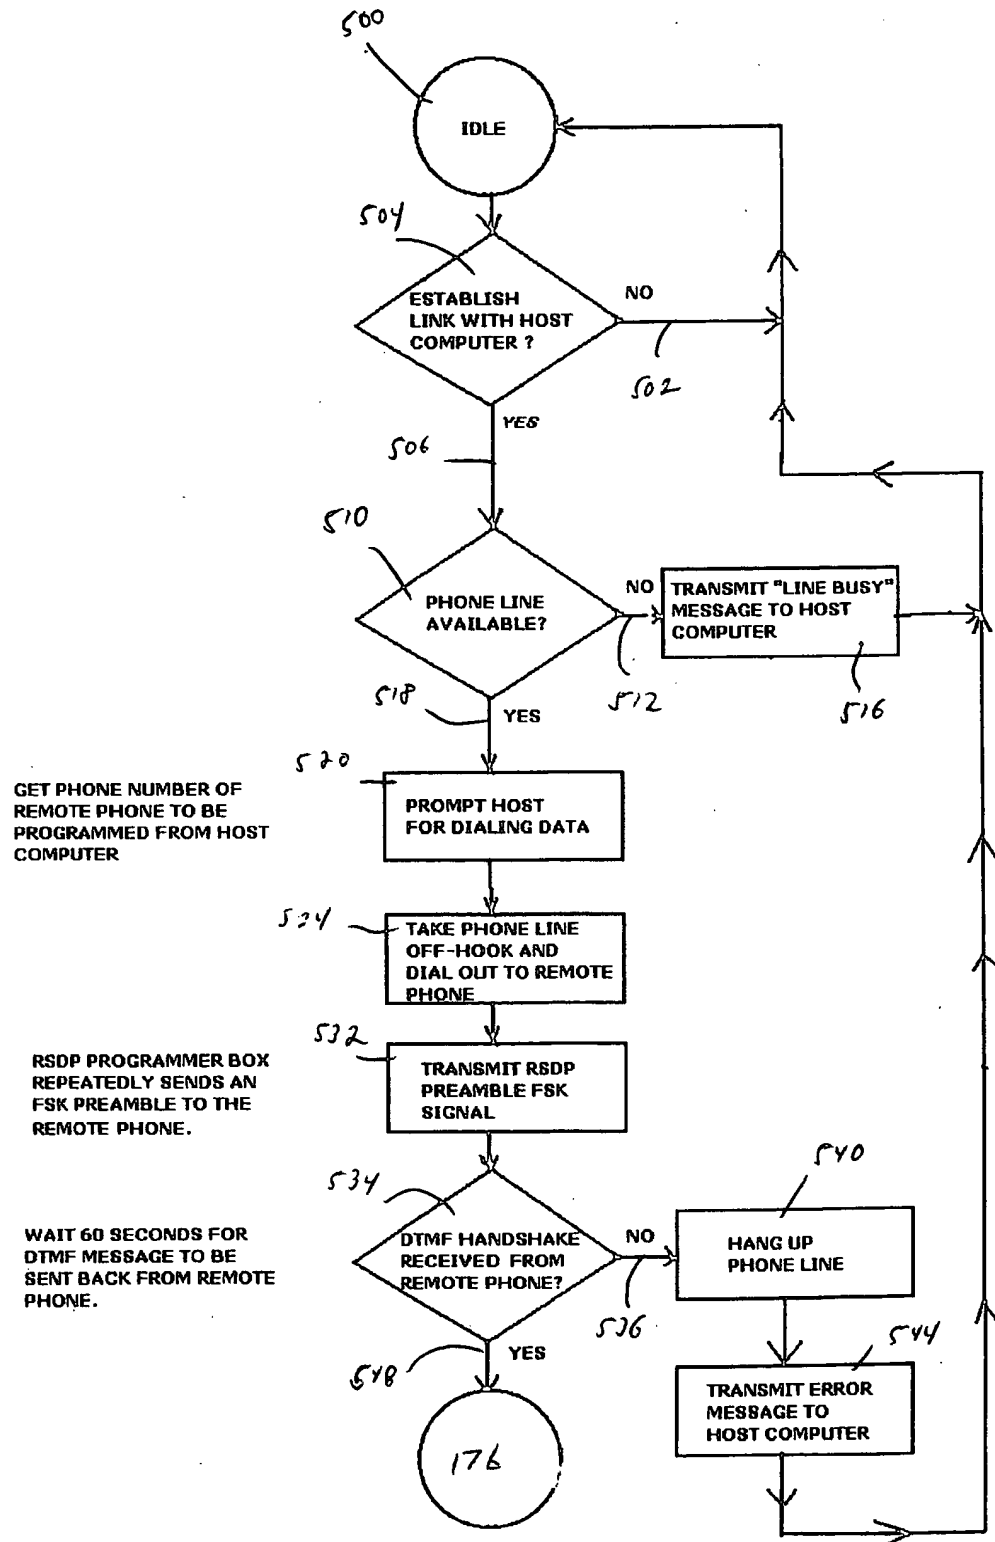 500
IDLE
504
ESTABLISH
LINK WITH HOST
COMPUTER ?
NO
502
YES
506
510
PHONE LINE
AVAILABLE?
NO
512
TRANSMIT "LINE BUSY"
MESSAGE TO HOST
COMPUTER
516
518
YES
GET PHONE NUMBER OF
REMOTE PHONE TO BE
PROGRAMMED FROM HOST
COMPUTER
520
PROMPT HOST
FOR DIALING DATA
524
TAKE PHONE LINE
OFF-HOOK AND
DIAL OUT TO REMOTE
PHONE
RSDP PROGRAMMER BOX
REPEATEDLY SENDS AN
FSK PREAMBLE TO THE
REMOTE PHONE.
532
TRANSMIT RSDP
PREAMBLE FSK
SIGNAL
WAIT 60 SECONDS FOR
DTMF MESSAGE TO BE
SENT BACK FROM REMOTE
PHONE.
534
DTMF HANDSHAKE
RECEIVED FROM
REMOTE PHONE?
NO
536
540
HANG UP
PHONE LINE
544
TRANSMIT ERROR
MESSAGE TO
HOST COMPUTER
YES
548
176